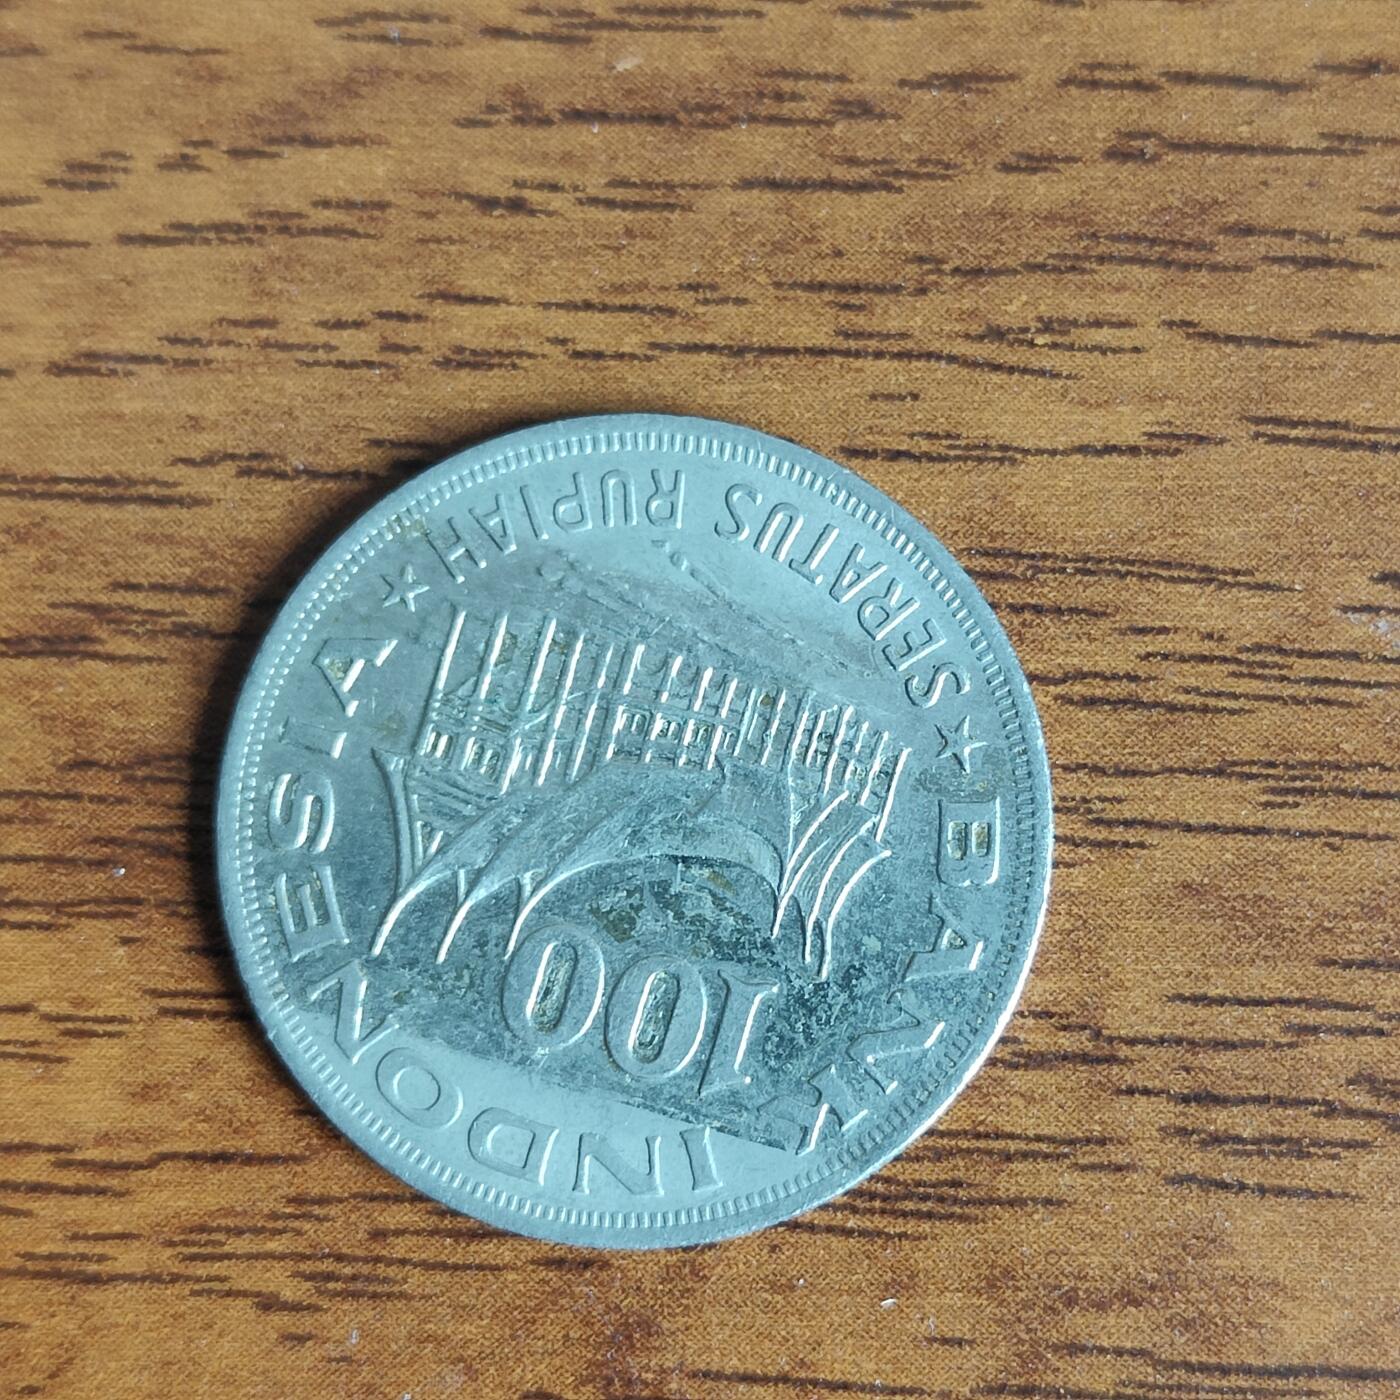 BANK INDONESIA
100
★ SERATUS RUPIAH ★